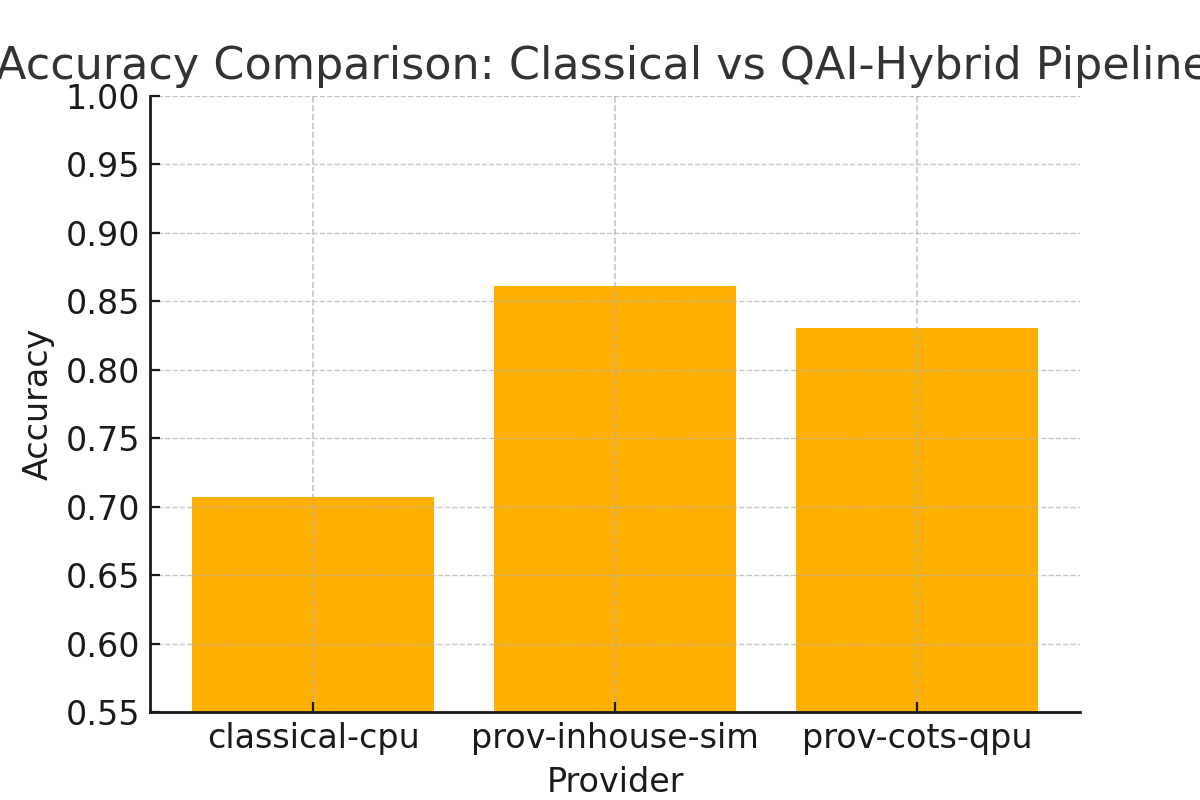 Accuracy Comparison: Classical vs QAI-Hybrid Pipeline
1.00
0.95
0.90
0.85
0.80
0.75
0.70
0.65
0.60
0.55
Accuracy
classical-cpu prov-inhouse-sim prov-cots-qpu
Provider